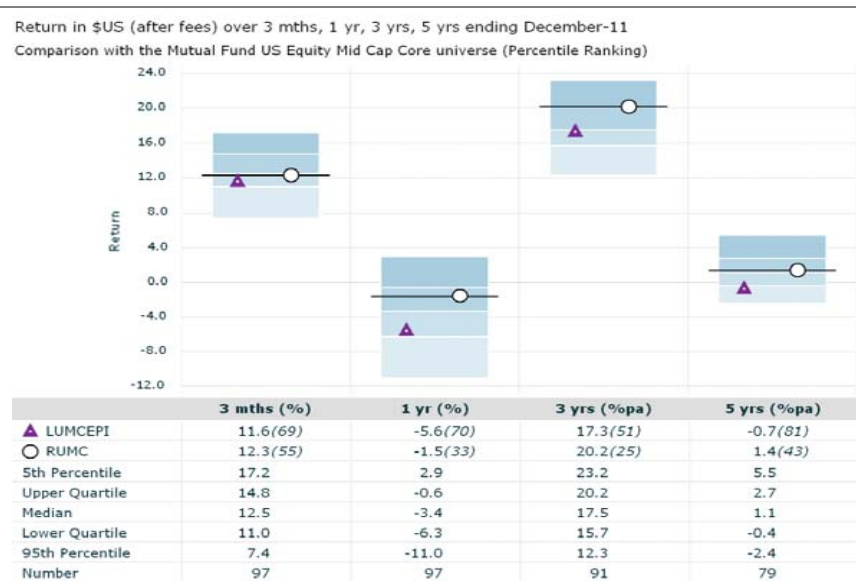 Return in $US (after fees) over 3 mths, 1 yr, 3 yrs, 5 yrs ending December-11
Comparison with the Mutual Fund US Equity Mid Cap Core universe (Percentile Ranking)
24.0
20.0
16.0
12.0
8.0
4.0
0.0
-4.0
-8.0
-12.0
Return
3 mths (%) 1 yr (%) 3 yrs (%pa) 5 yrs (%pa)
LUMCEPI 11.6(69) -5.6(70) 17.3(51) -0.7(81)
RUMC 12.3(55) -1.5(33) 20.2(25) 1.4(43)
5th Percentile 17.2 2.9 23.2 5.5
Upper Quartile 14.8 -0.6 20.2 2.7
Median 12.5 -3.4 17.5 1.1
Lower Quartile 11.0 -6.3 15.7 -0.4
95th Percentile 7.4 -11.0 12.3 -2.4
Number 97 97 91 79